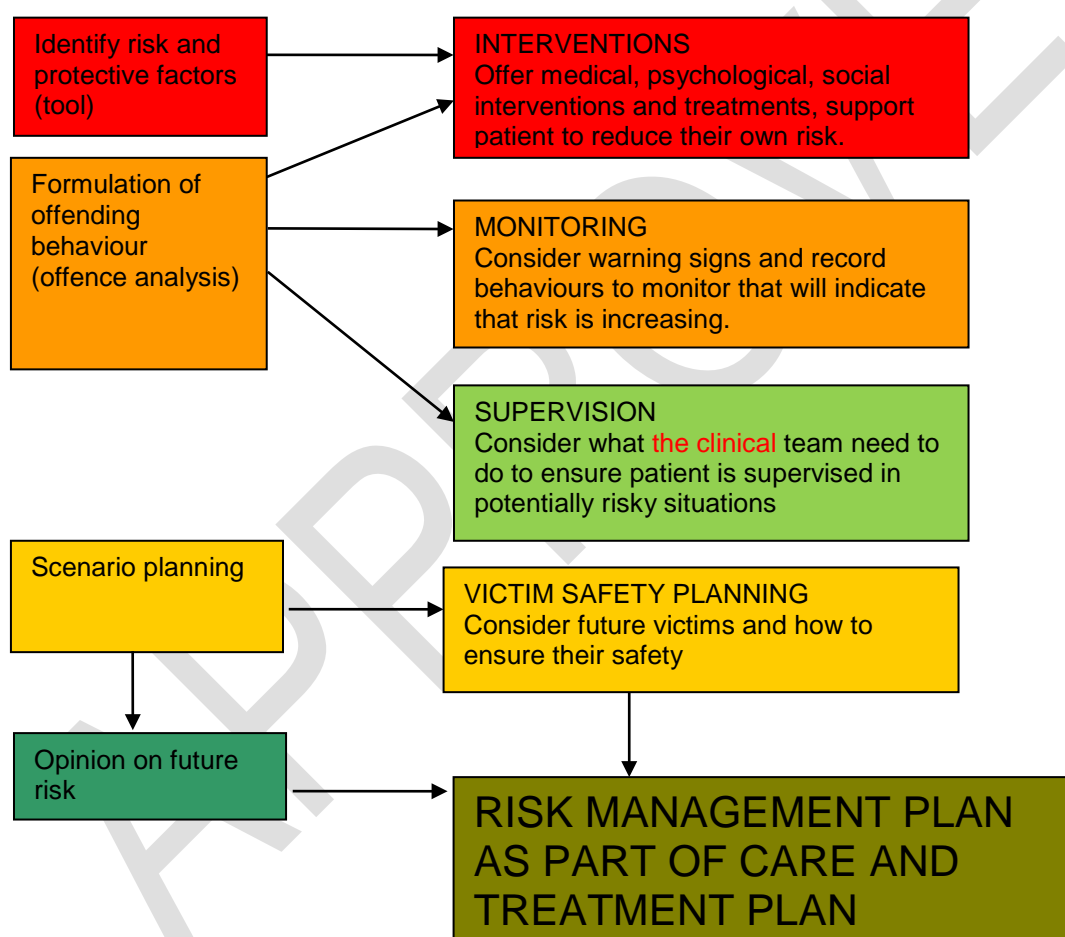 Identify risk and
protective factors
(tool)
INTERVENTIONS
Offer medical, psychological, social
interventions and treatments, support
patient to reduce their own risk.
Formulation of
offending
behaviour
(offence analysis)
MONITORING
Consider warning signs and record
behaviours to monitor that will indicate
that risk is increasing.
SUPERVISION
Consider what the clinical team need to
do to ensure patient is supervised in
potentially risky situations
Scenario planning
VICTIM SAFETY PLANNING
Consider future victims and how to
ensure their safety
Opinion on future
risk
RISK MANAGEMENT PLAN
AS PART OF CARE AND
TREATMENT PLAN